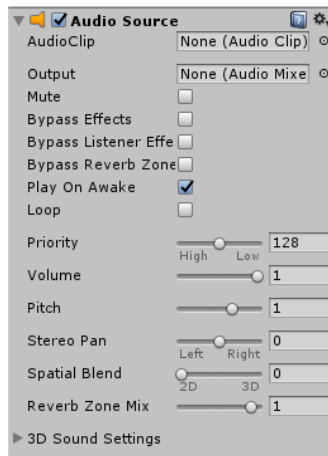 Audio Source
AudioClip None (Audio Clip)
Output None (Audio Mixe
Mute
Bypass Effects
Bypass Listener Effe
Bypass Reverb Zone
Play On Awake
Loop
Priority 128
High Low
Volume 1
Pitch 1
Stereo Pan 0
Left Right
Spatial Blend 0
2D 3D
Reverb Zone Mix 1
3D Sound Settings